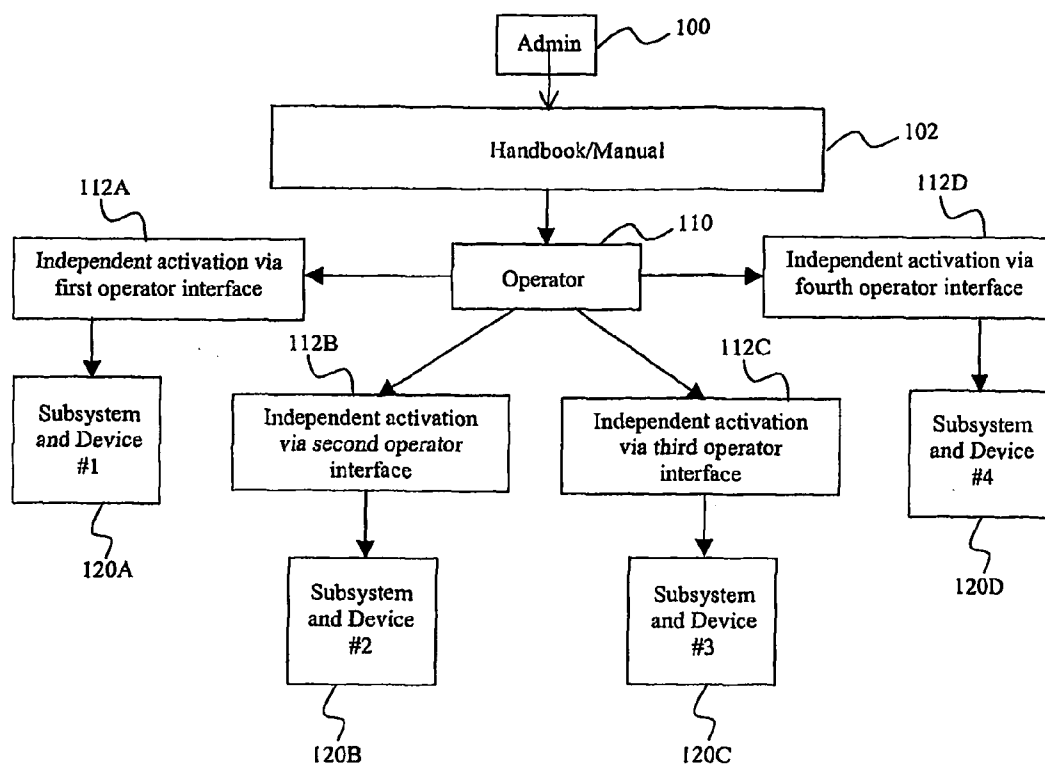 100
Admin
102
Handbook/Manual
112A
112D
110
Independent activation via
first operator interface
Operator
Independent activation via
fourth operator interface
112B
112C
Subsystem
and Device
#1
Independent activation
via second operator
interface
Independent activation
via third operator
interface
Subsystem
and Device
#4
120A
120D
Subsystem
and Device
#2
Subsystem
and Device
#3
120B
120C